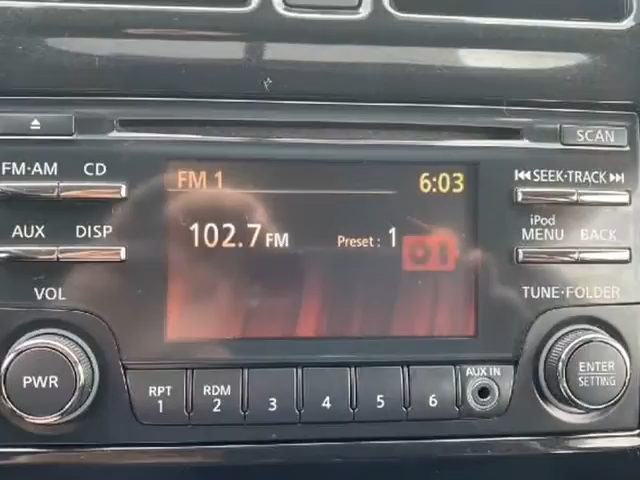 SCAN
FM·AM CD
FM 1 6:03
SEEK·TRACK
AUX DISP
102.7 FM Preset : 1
01
iPod
MENU BACK
VOL
TUNE·FOLDER
PWR
RPT
1
RDM
2
3
4
5
6
AUX IN
ENTER
SETTING